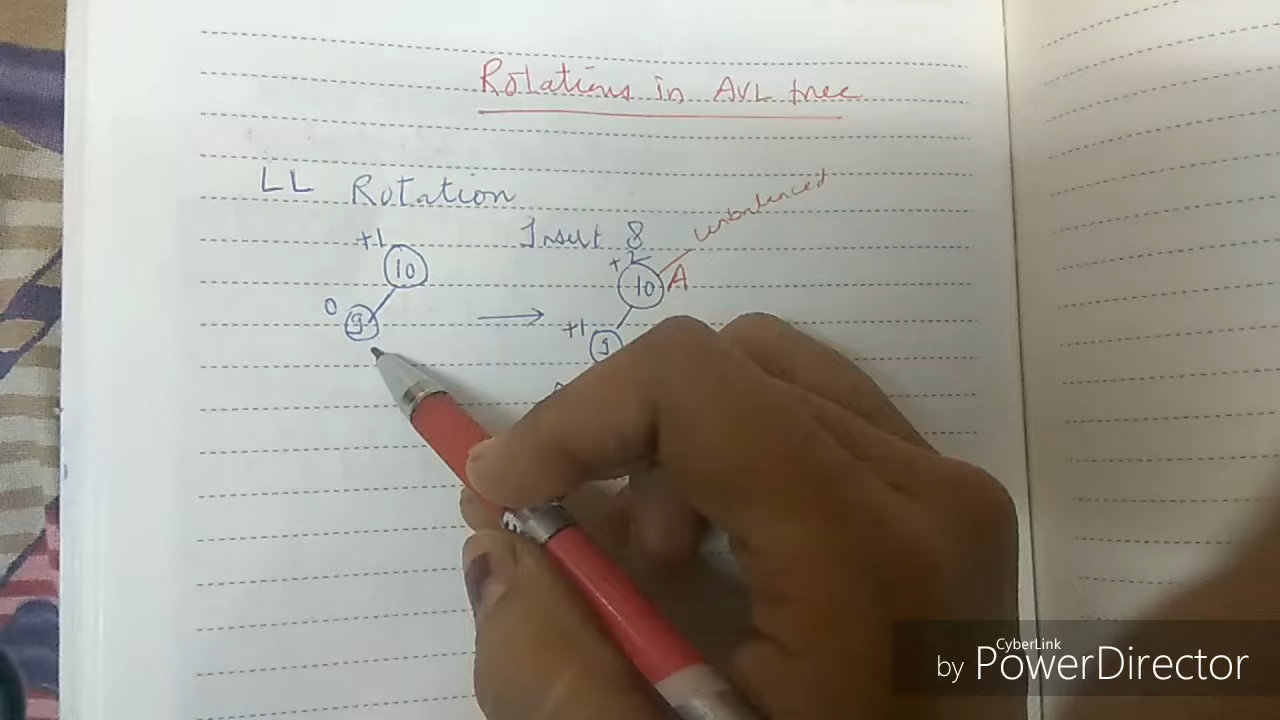 Rotations in AVL tree
LL Rotation
unbalanced
Insert 8
+1
10
+2
10 A
0
9
+1
9
CyberLink
by PowerDirector